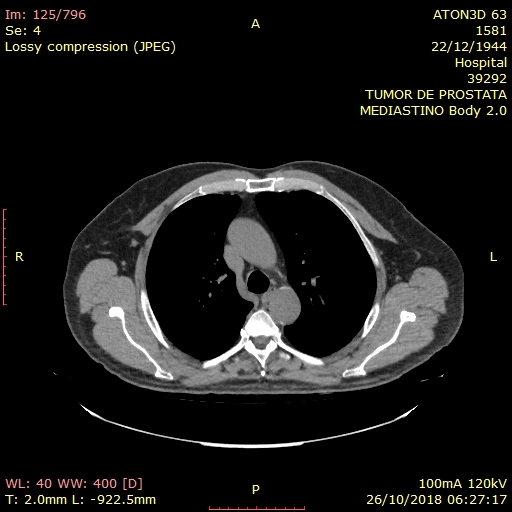 Im: 125/796
Se: 4
Lossy compression (JPEG)
A
ATON3D 63
1581
22/12/1944
Hospital
39292
TUMOR DE PROSTATA
MEDIASTINO Body 2.0
R
L
WL: 40 WW: 400 [D]
T: 2.0mm L: -922.5mm
P
100mA 120kV
26/10/2018 06:27:17